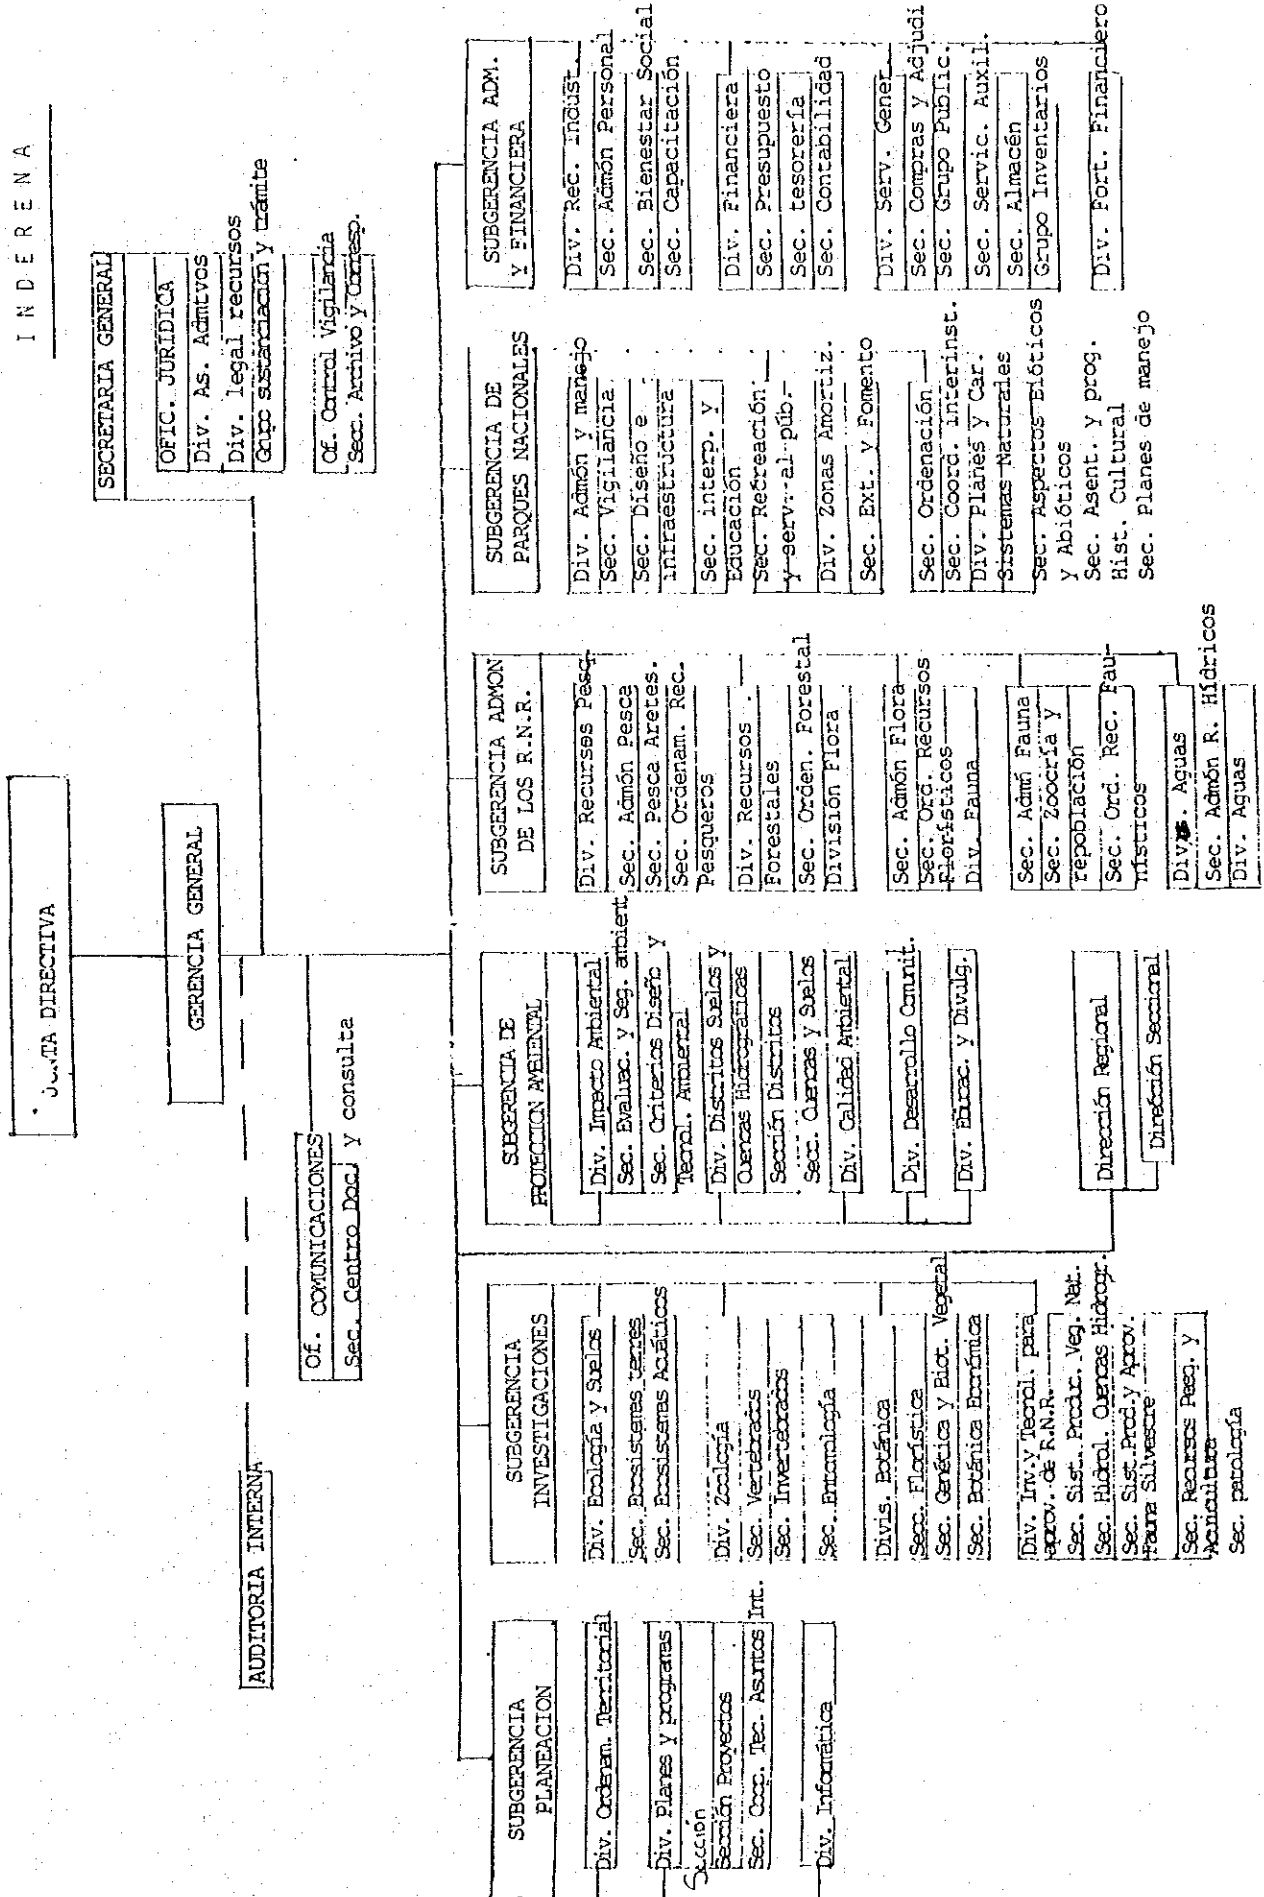 INDERENA
JUNTA DIRECTIVA
GERENCIA GENERAL
SECRETARIA GENERAL
OFIC. JURIDICA
Div. As. Admtvos
Div. legal recursos
Grupo sustanciación y trámite
Of. Control Vigilancia
Secc. Archivo y Corresp.
AUDITORIA INTERNA
Of. COMUNICACIONES
Sec. Centro Doc. y consulta
SUBGERENCIA
PLANEACION
Div. Ordenam. Territorial
Div. Planes y programas
Sección
Sección Proyectos
Sec. Coop. Tec. Asuntos Int.
Div. Informática
SUBGERENCIA
INVESTIGACIONES
Div. Ecología y Suelos
Sec. Ecosistemas terres
Sec. Ecosistemas Acuáticos
Div. Zoología
Sec. Vertebrados
Sec. Invertebrados
Sec. Entomología
Divis. Botánica
Secc. Florística
Sec. Genética y Biot. Vegetal
Sec. Botánica Económica
Div. Inv.y Tecnol. para
aprov. de R.N.R.
Sec. Sist. Produc. Veg. Nat.
Sec. Hidrol. Cuencas Hidrogr.
Sec. Sist.Prod.y Aprov.
Fauna Silvestre
Sec. Recursos Pesq. y
Acuicultura
Sec. patología
SUBGERENCIA DE
PROTECCION AMBIENTAL
Div. Impacto Ambiental
Sec. Evaluac. y Seg. ambient
Sec. Criterios Diseño y
Tecnol. Ambiental
Div. Distritos Suelos y
Cuencas Hidrográficas
Sección Distritos
Secc. Cuencas y Suelos
Div. Calidad Ambiental
Div. Desarrollo Comunit.
Div. Educac. y Divulg.
Dirección Regional
Dirección Seccional
SUBGERENCIA ADMON
DE LOS R.N.R.
Div. Recursos Pesq.
Sec. Admón Pesca
Sec. Pesca Aretes.
Sec. Ordenam. Rec.
Pesqueros
Div. Recursos
Forestales
Sec. Orden. Forestal
División Flora
Sec. Admón Flora
Sec. Ord. Recursos
Florísticos
Div. Fauna
Sec. Admó Fauna
Sec. Zoocría y
repoblación
Sec. Ord. Rec. Fau-
nísticos
Div. Aguas
Sec. Admón R. Hídricos
Div. Aguas
SUBGERENCIA DE
PARQUES NACIONALES
Div. Admón y manejo
Sec. Vigilancia
Sec. Diseño e
infraestructura
Sec. interp. y
Educación
Sec. Recreación
y serv. al púb.
Div. Zonas Amortiz.
Sec. Ext. y Fomento
Sec. Ordenación
Sec. Coord. interinst.
Div. Planes y Car.
Sistemas Naturales
Sec. Aspectos Bióticos
y Abióticos
Sec. Asent. y prog.
Hist. Cultural
Sec. Planes de manejo
SUBGERENCIA ADM.
Y FINANCIERA
Div. Rec. Indust.
Sec. Admón Personal
Sec. Bienestar Social
Sec. Capacitación
Div. Financiera
Sec. Presupuesto
Sec. tesorería
Sec. Contabilidad
Div. Serv. Gener
Sec. Compras y Adjudi
Sec. Grupo Public.
Sec. Servic. Auxil.
Sec. Almacén
Grupo Inventarios
Div. Fort. Financiero